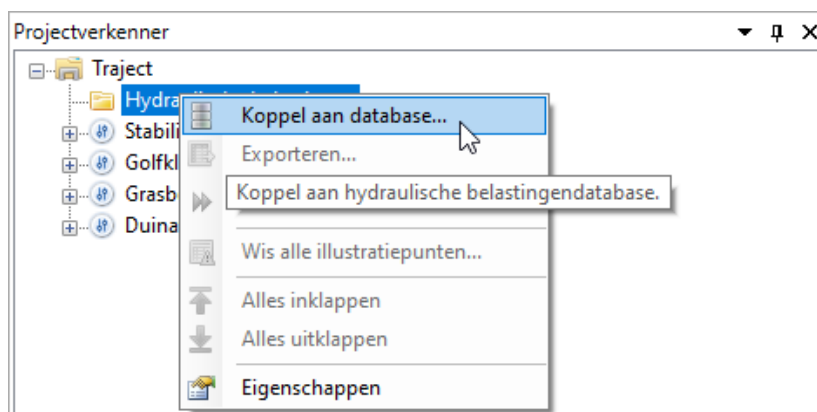 Projectverkenner
Traject
Hydra
Koppel aan database...
Stabili
Golfkl
Exporteren...
Grasb
Koppel aan hydraulische belastingendatabase.
Duina
Wis alle illustratiepunten...
Alles inklappen
Alles uitklappen
Eigenschappen